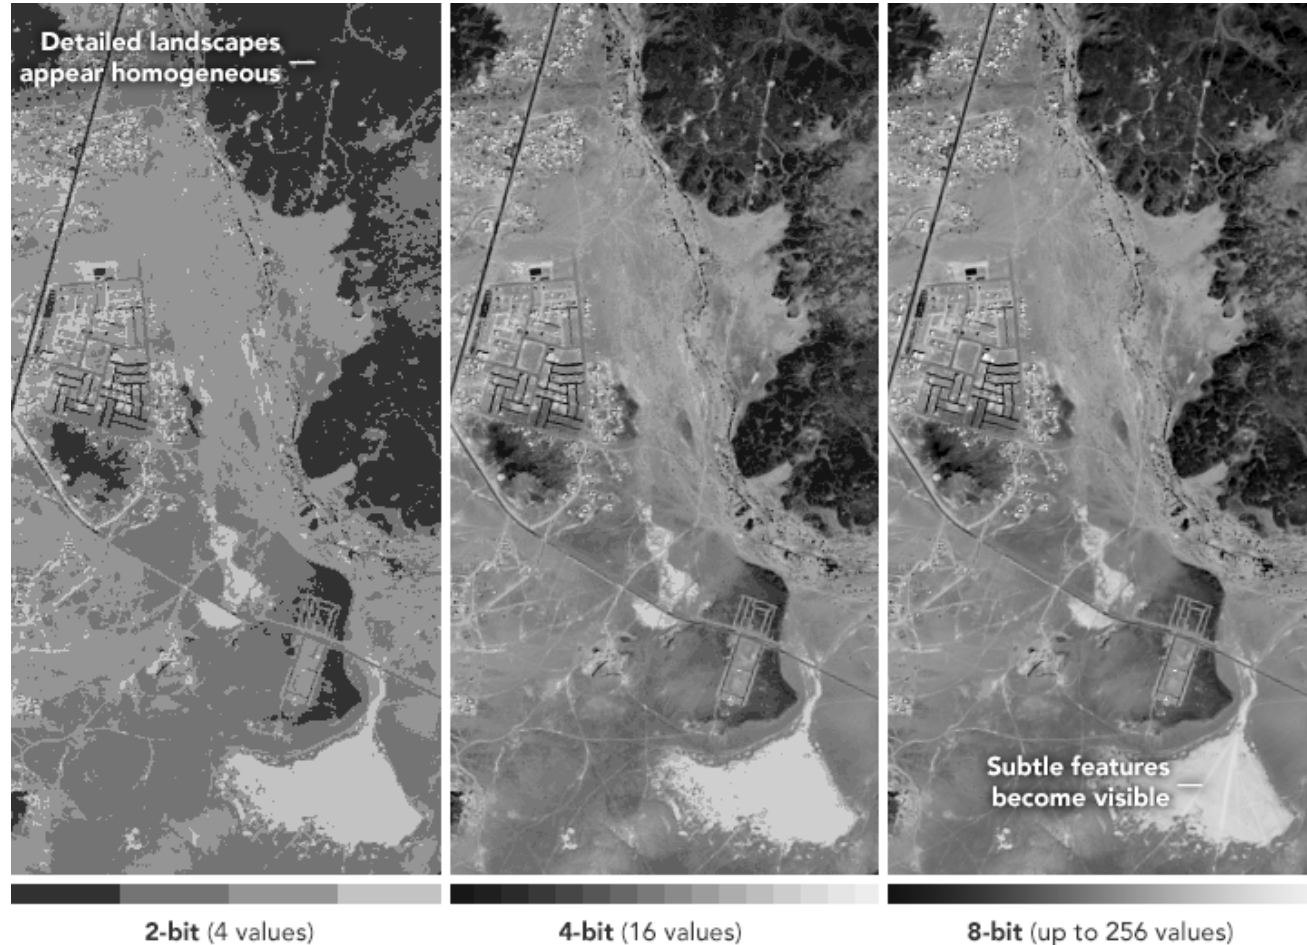 Detailed landscapes
appear homogeneous
Subtle features
become visible
2-bit (4 values)
4-bit (16 values)
8-bit (up to 256 values)